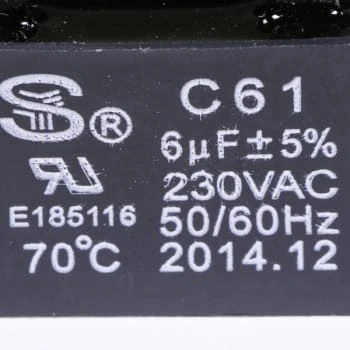 C61
® 6μF±5%
230VAC
E185116 50/60Hz
70°C 2014.12